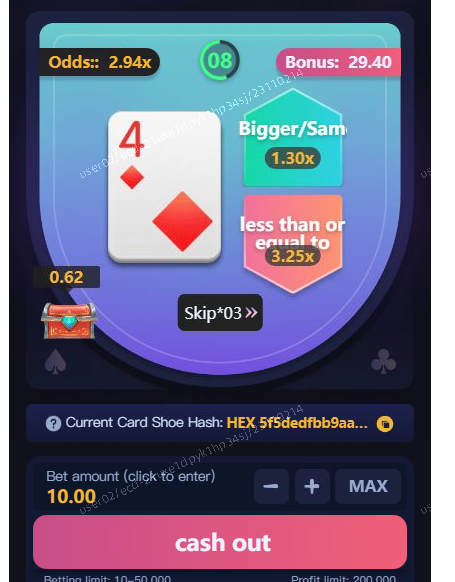 Odds:: 2.94x
08
Bonus: 29.40
4
Bigger/Sam
1.30x
less than or
equal to
3.25x
0.62
Skip*03 »
Current Card Shoe Hash: HEX 5f5dedfbb9aa...
Bet amount (click to enter)
10.00
MAX
cash out
Betting limit: 10~50,000
Profit limit: 200,000